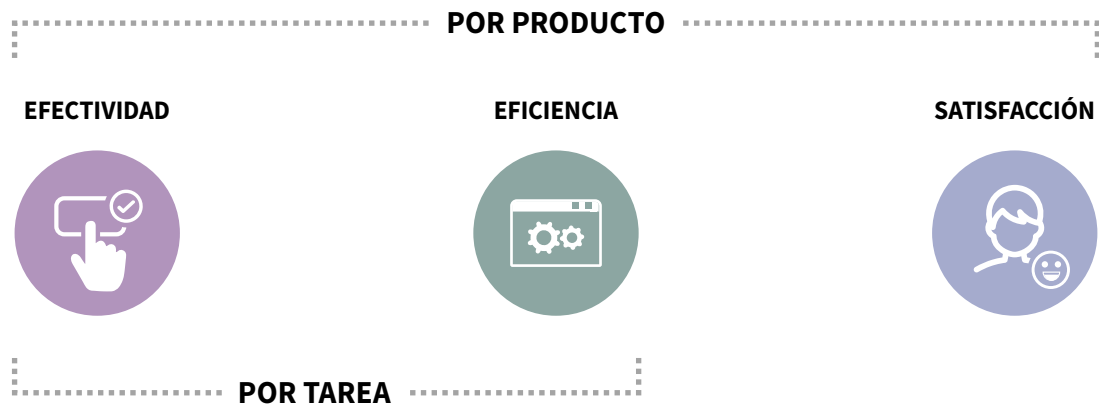 POR PRODUCTO
EFECTIVIDAD
EFICIENCIA
SATISFACCIÓN
POR TAREA